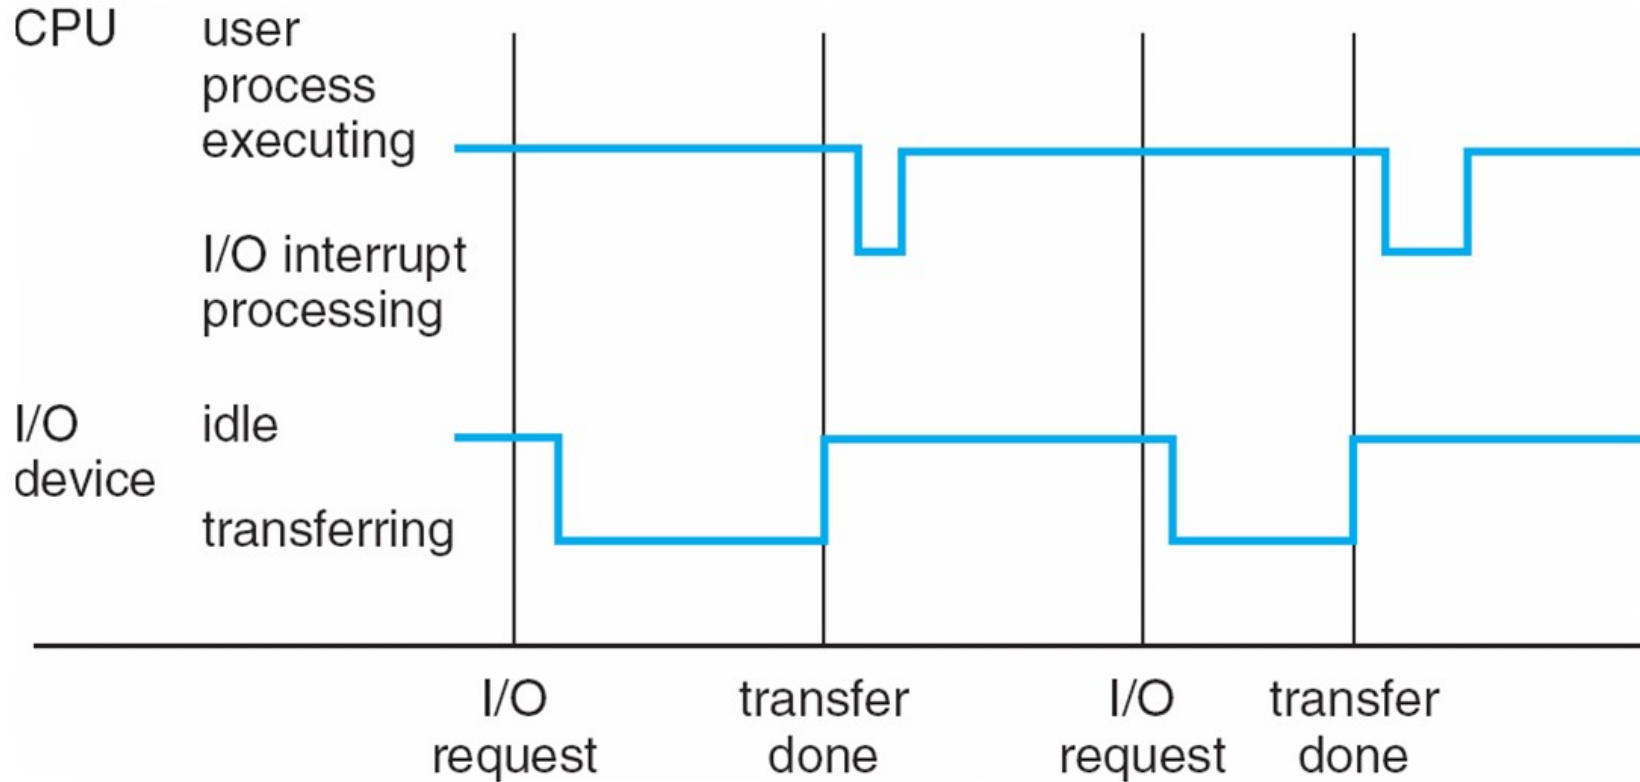 CPU
user
process
executing
I/O interrupt
processing
I/O
device
idle
transferring
I/O
request
transfer
done
I/O
request
transfer
done